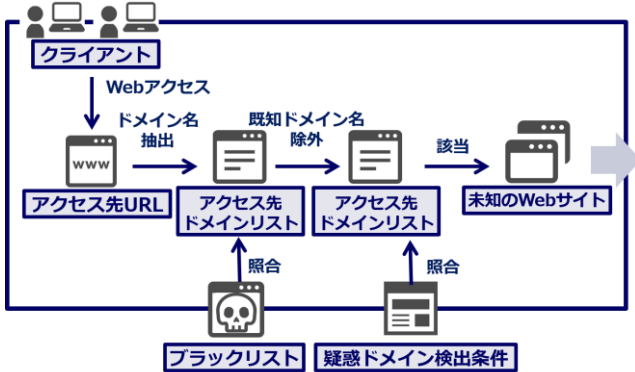 クライアント
Webアクセス
ドメイン名
抽出
既知ドメイン名
除外
該当
www
アクセス先URL
アクセス先
ドメインリスト
アクセス先
ドメインリスト
未知のWebサイト
照合
照合
ブラックリスト
疑惑ドメイン検出条件